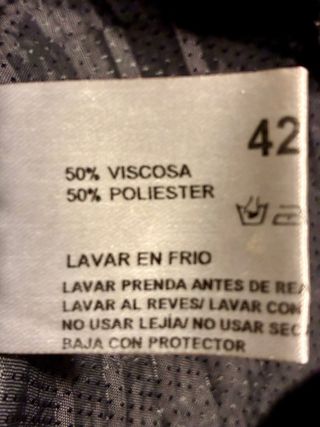 42
50% VISCOSA
50% POLIESTER
LAVAR EN FRIO
LAVAR PRENDA ANTES DE
LAVAR AL REVES/ LAVAR CON
NO USAR LEJÍA/ NO USAR
BAJA CON PROTECTOR